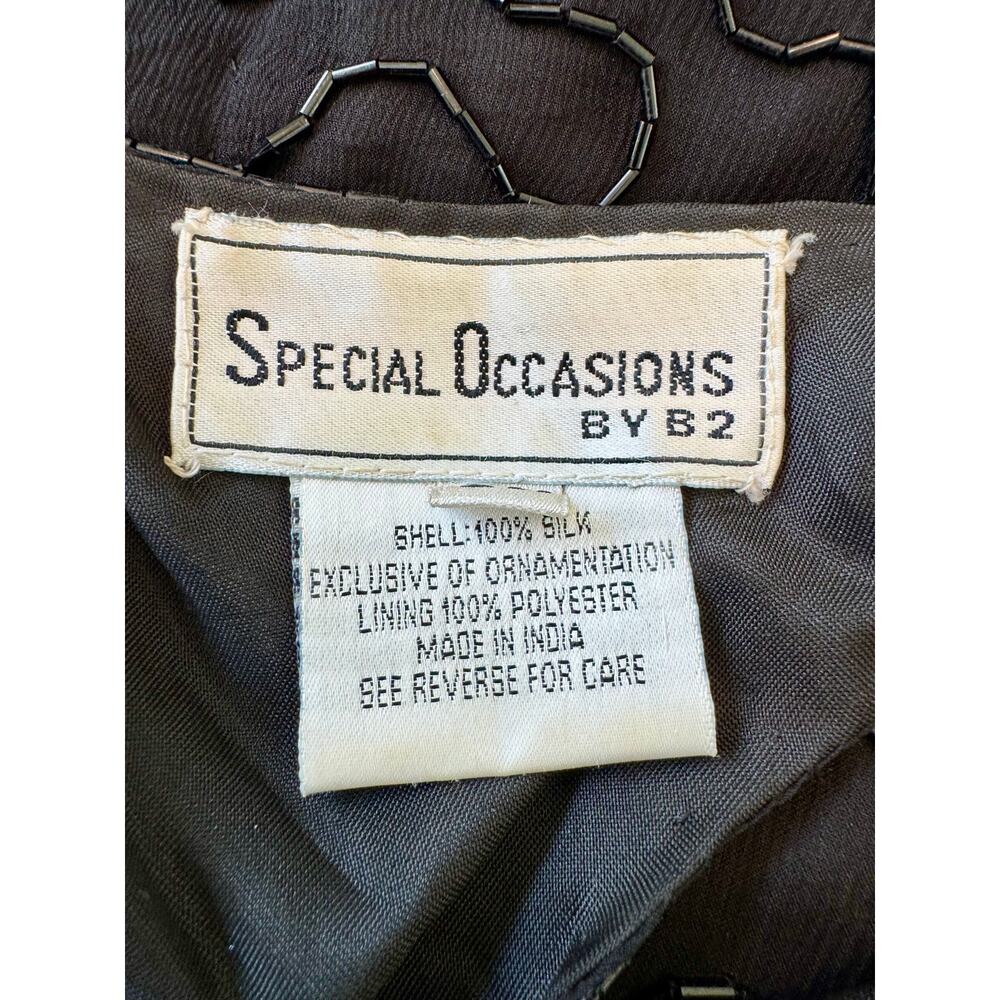 SPECIAL OCCASIONS
BY B2
SHELL:100% SILK
EXCLUSIVE OF ORNAMENTATION
LINING 100% POLYESTER
MADE IN INDIA
SEE REVERSE FOR CARE